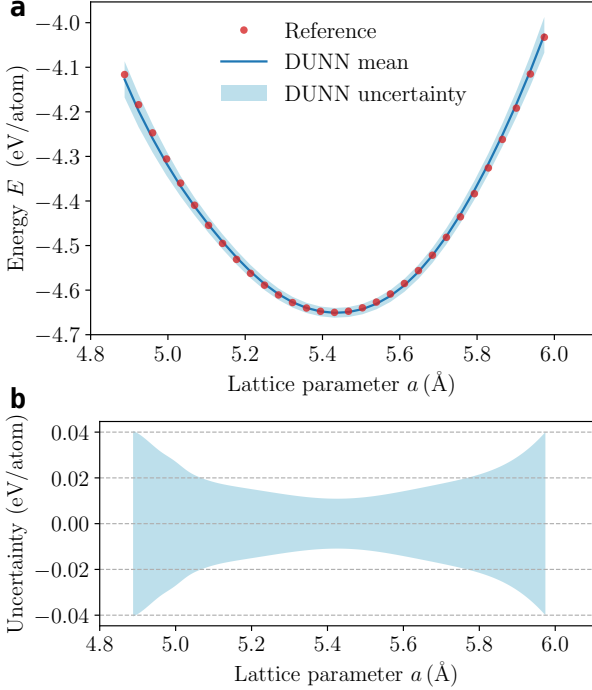 a
−4.0
−4.1
−4.2
−4.3
−4.4
−4.5
−4.6
−4.7
Energy E (eV/atom)
Reference
DUNN mean
DUNN uncertainty
4.8 5.0 5.2 5.4 5.6 5.8 6.0
Lattice parameter a (Å)
b
0.04
0.02
0.00
−0.02
−0.04
Uncertainty (eV/atom)
4.8 5.0 5.2 5.4 5.6 5.8 6.0
Lattice parameter a (Å)